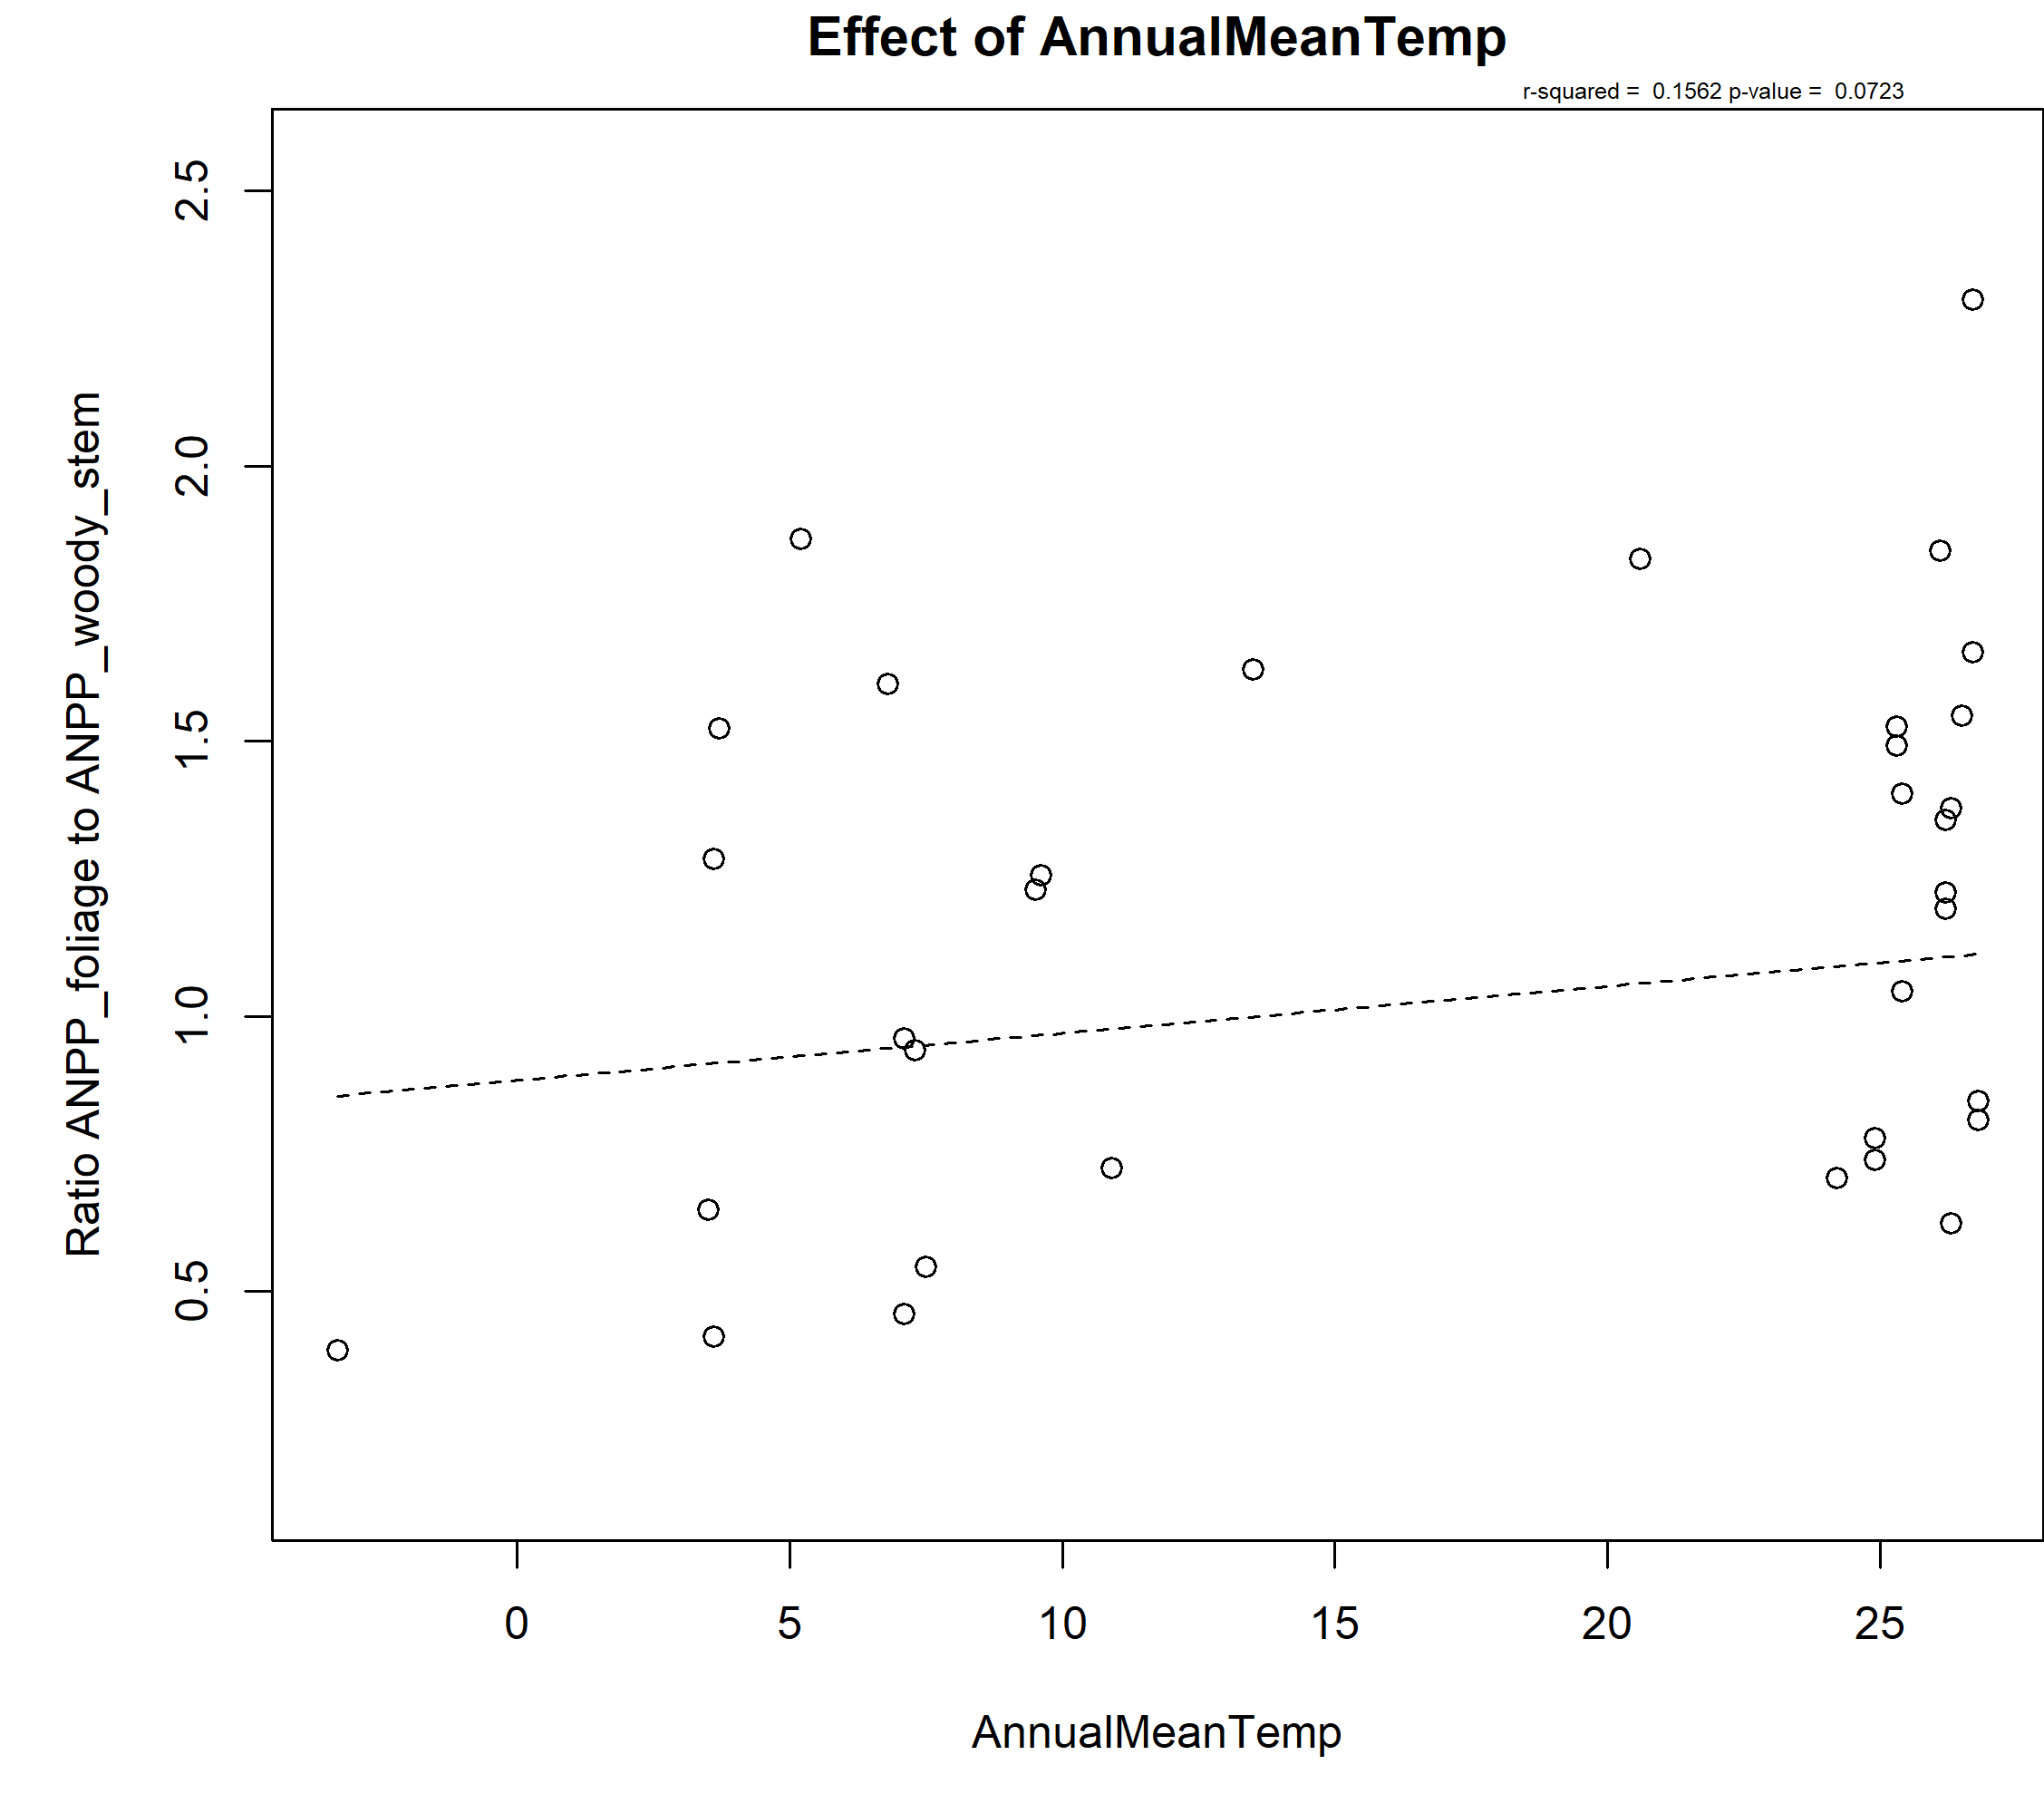 Effect of AnnualMeanTemp
r-squared =  0.1562 p-value =  0.0723
Ratio ANPP_foliage to ANPP_woody_stem
2.5
2.0
1.5
1.0
0.5
0 5 10 15 20 25
AnnualMeanTemp